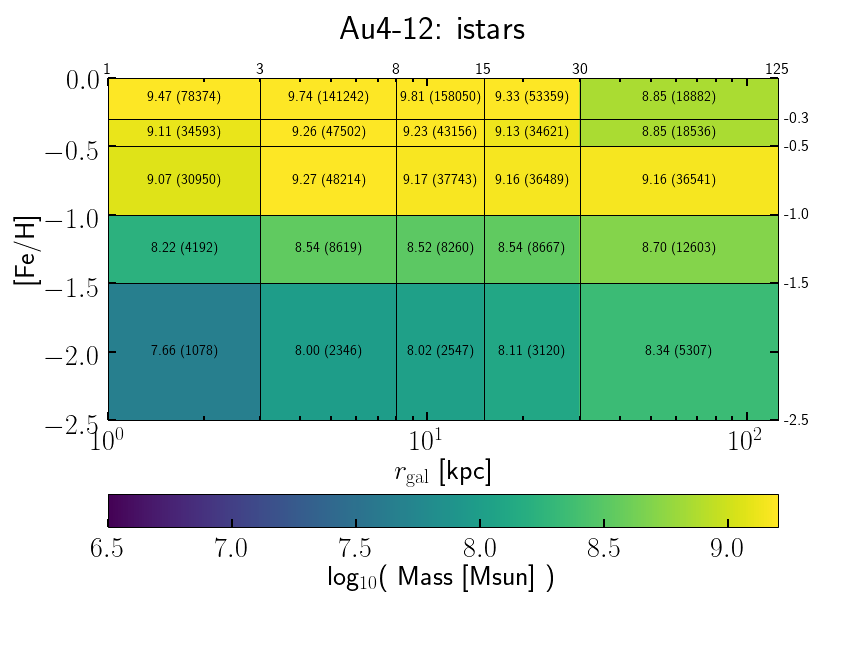 Au4-12: istars
1 3 8 15 30 125
0.0 9.47 (78374) 9.74 (141242) 9.81 (158050) 9.33 (53359) 8.85 (18882)
-0.3
9.11 (34593) 9.26 (47502) 9.23 (43156) 9.13 (34621) 8.85 (18536)
−0.5 -0.5
9.07 (30950) 9.27 (48214) 9.17 (37743) 9.16 (36489) 9.16 (36541)
−1.0 -1.0
[Fe/H]
8.22 (4192) 8.54 (8619) 8.52 (8260) 8.54 (8667) 8.70 (12603)
−1.5 -1.5
−2.0 7.66 (1078) 8.00 (2346) 8.02 (2547) 8.11 (3120) 8.34 (5307)
−2.5 -2.5
10⁰ 10¹ 10²
r_gal [kpc]
6.5 7.0 7.5 8.0 8.5 9.0
log₁₀( Mass [Msun] )